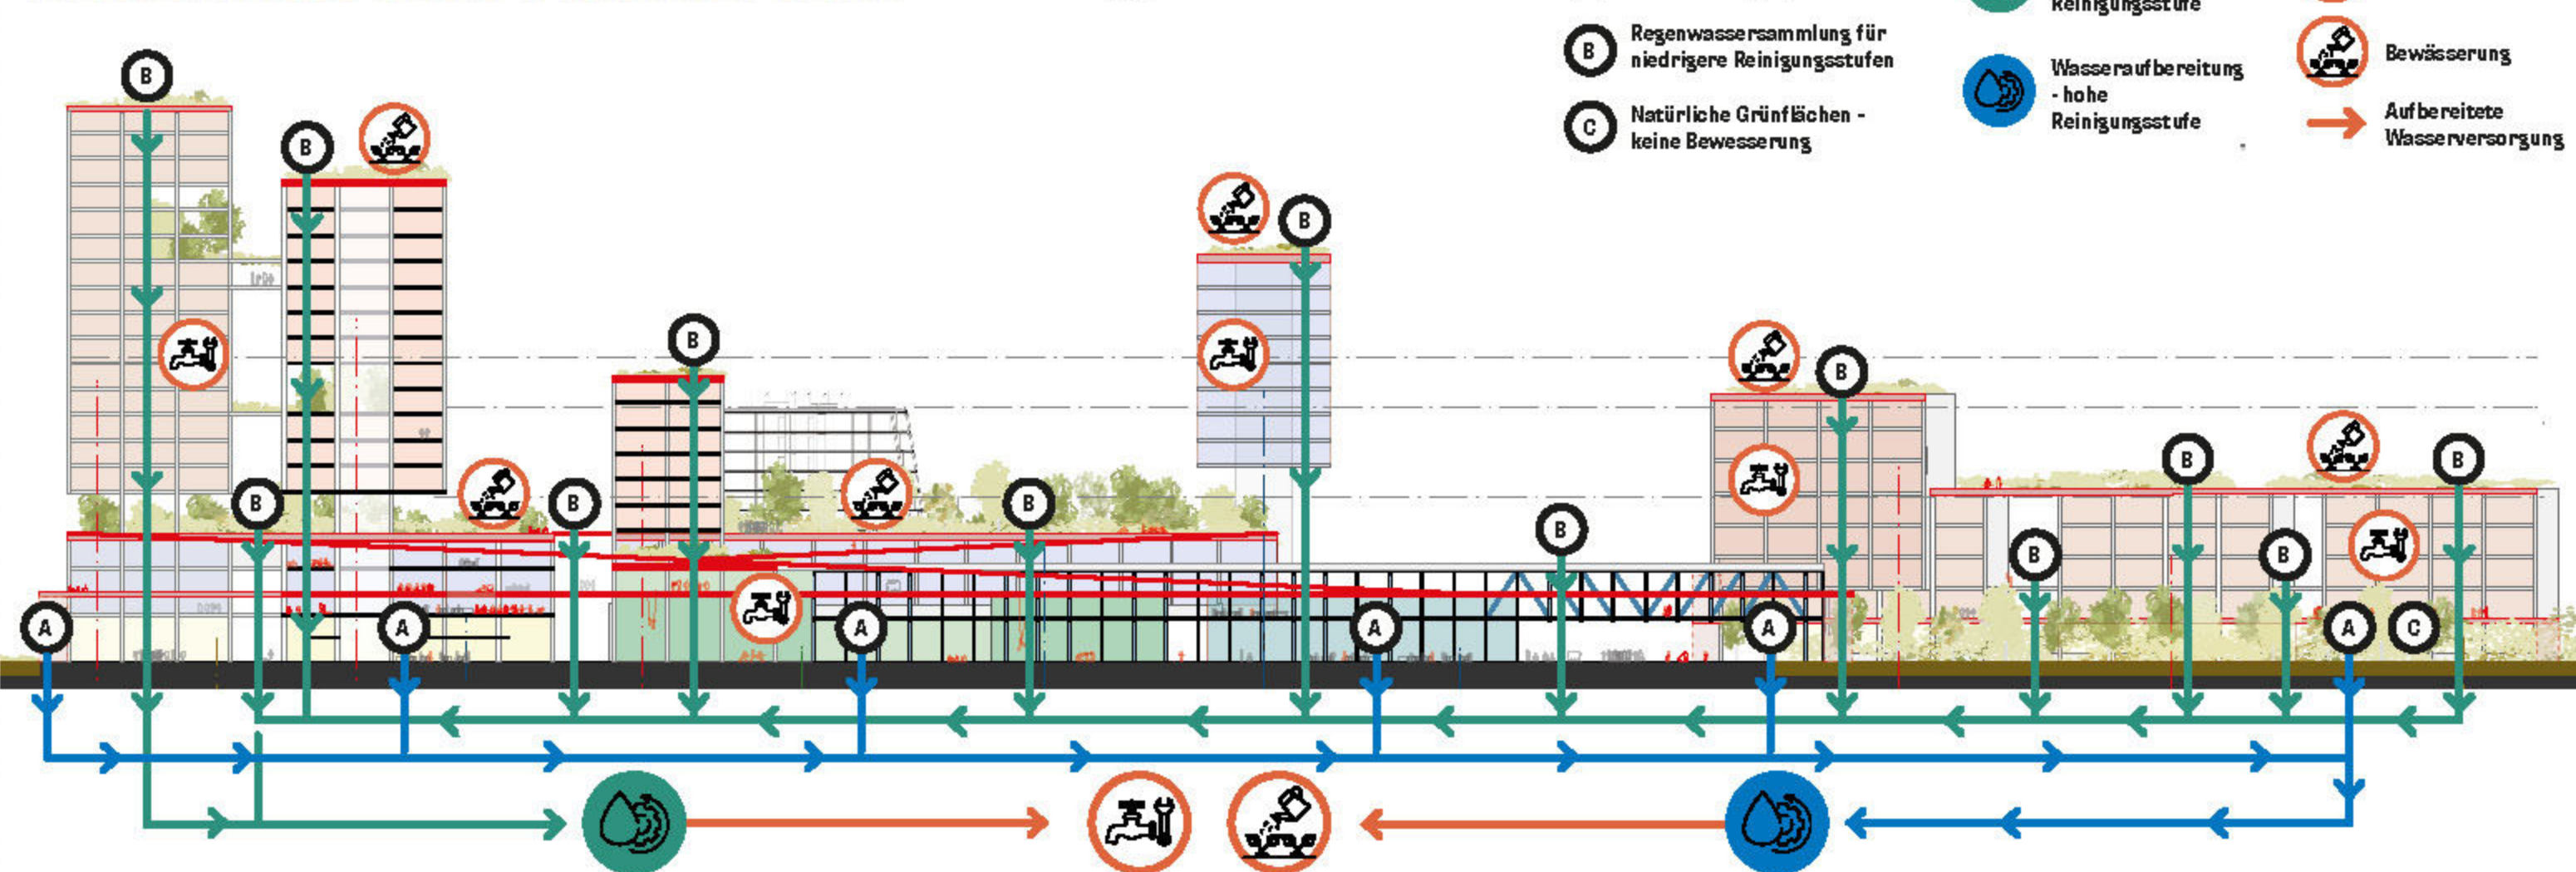 Reinigungsstufe
B
Regenwassersammlung für
niedrigere Reinigungsstufen
Wasseraufbereitung
- hohe
Reinigungsstufe
Bewässerung
C
Natürliche Grünflächen -
keine Bewesserung
Aufbereitete
Wasserversorgung
B
B
B
B
B
B
B
B
B
B
B
B
B
B
A
A
A
A
A
A
C